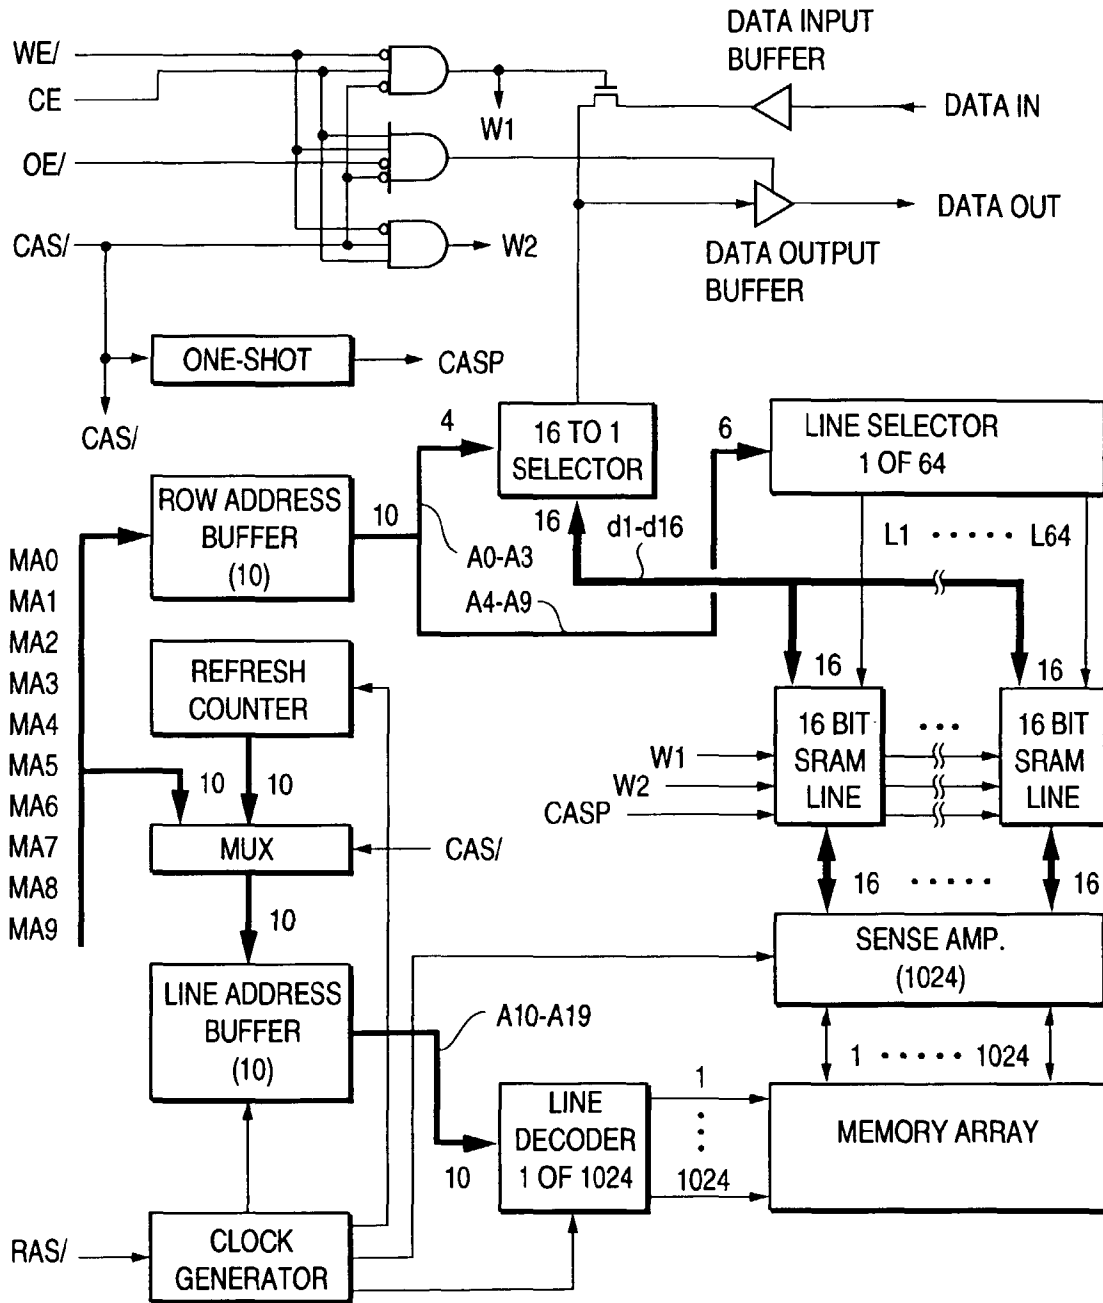 DATA INPUT
BUFFER
WE/
CE
W1
DATA IN
OE/
DATA OUT
CAS/
W2
DATA OUTPUT
BUFFER
ONE-SHOT
CASP
CAS/
4
16 TO 1
SELECTOR
6
LINE SELECTOR
1 OF 64
ROW ADDRESS
BUFFER
(10)
10
16
d1-d16
L1 ..... L64
A0-A3
A4-A9
MA0
MA1
MA2
MA3
MA4
MA5
MA6
MA7
MA8
MA9
REFRESH
COUNTER
16
16
16 BIT
SRAM
LINE
...
16 BIT
SRAM
LINE
W1
W2
CASP
10
10
MUX
CAS/
16 ..... 16
10
SENSE AMP.
(1024)
LINE ADDRESS
BUFFER
(10)
A10-A19
1 ..... 1024
10
LINE
DECODER
1 OF 1024
1
1024
MEMORY ARRAY
RAS/
CLOCK
GENERATOR